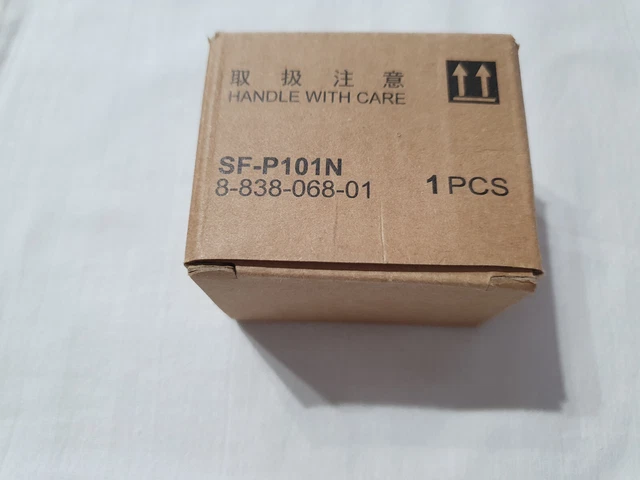 取扱注意
HANDLE WITH CARE
SF-P101N
8-838-068-01
1 PCS